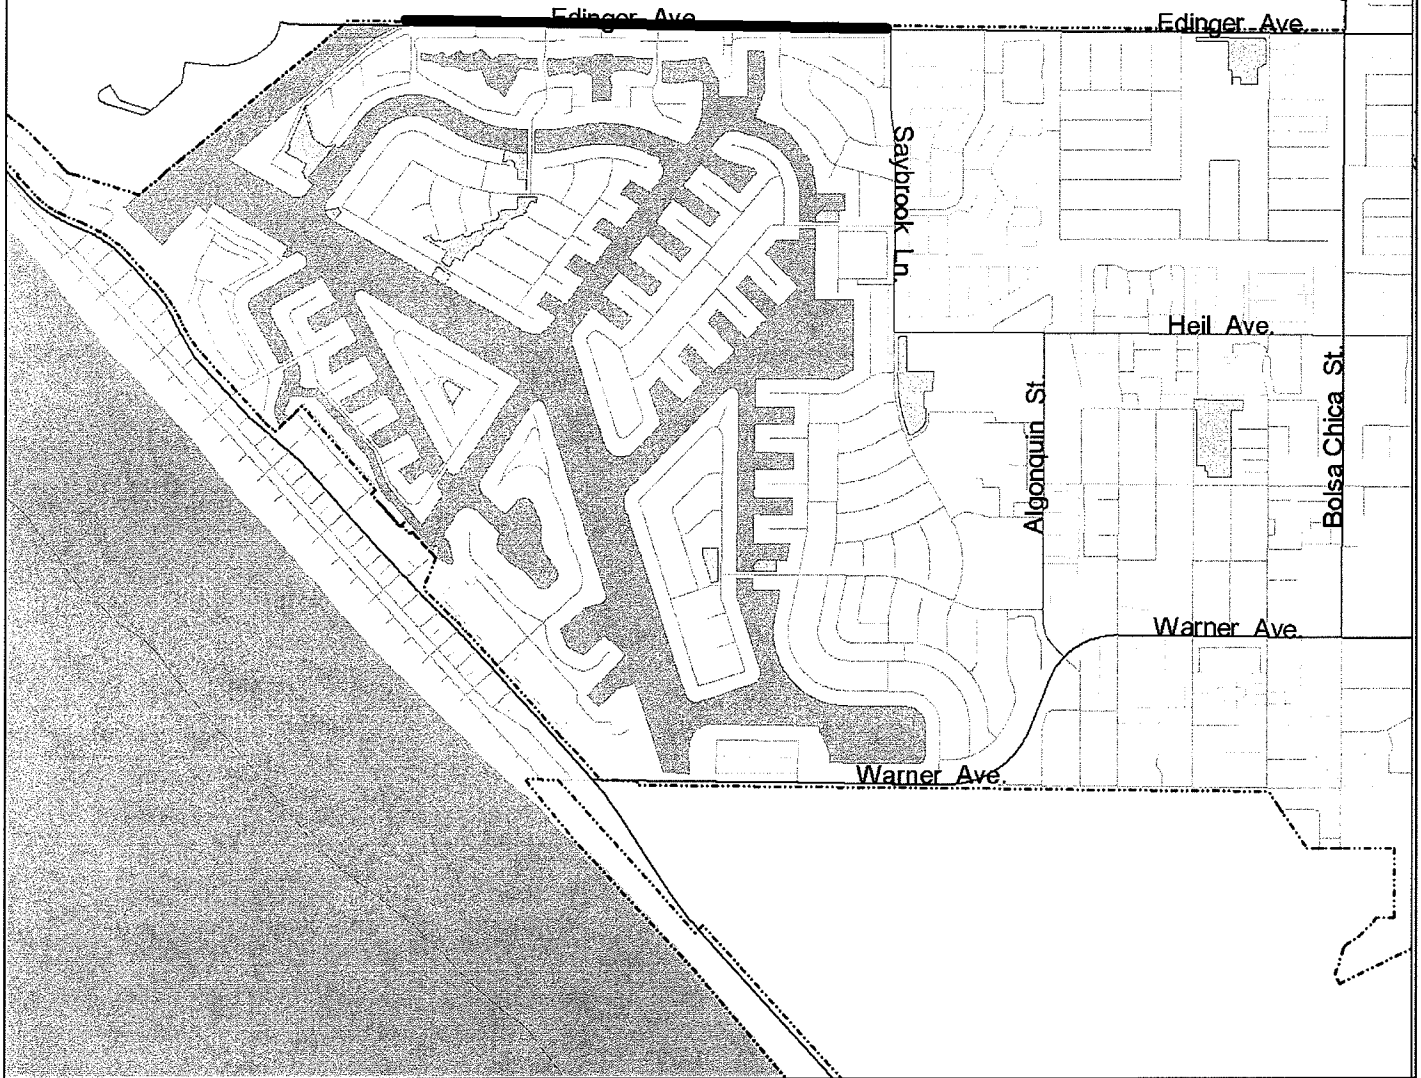 Edinger Ave.
Edinger Ave.
Saybrook Ln.
Heil Ave.
Algonquin St.
Bolsa Chica St.
Warner Ave.
Warner Ave.